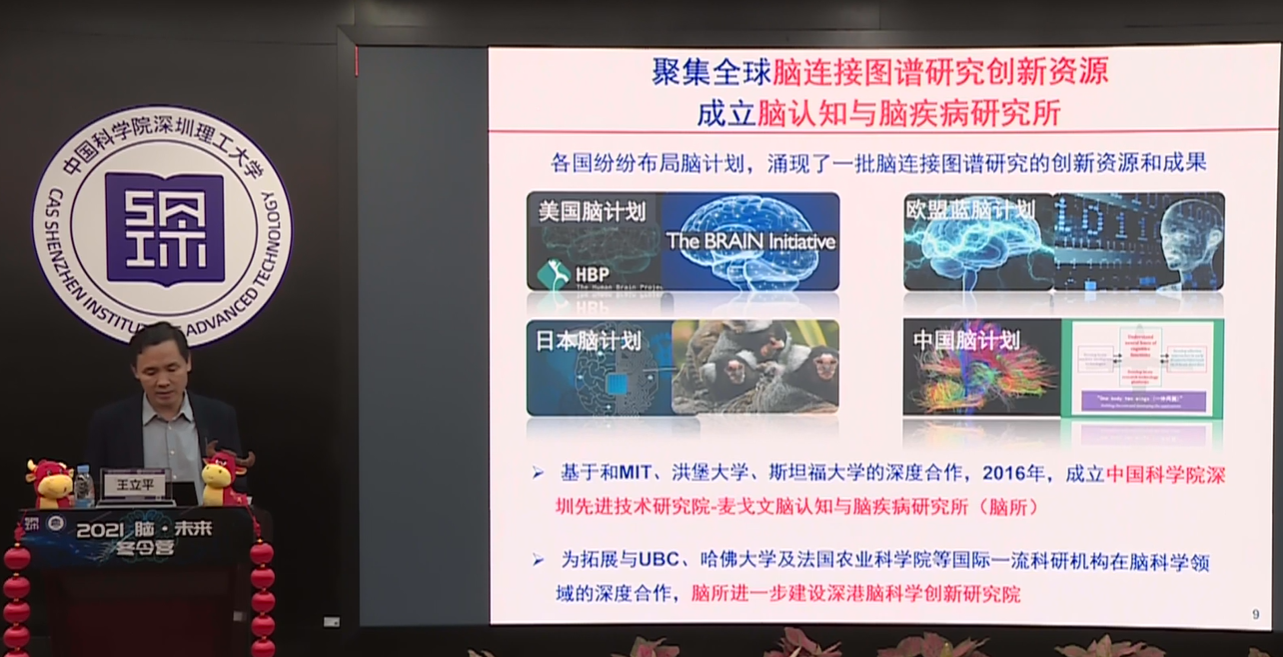 中国科学院深圳理工大学
CAS SHENZHEN INSTITU ADVANCED TECHNOLOGY
王立平
2021 脑·未来
冬令营
聚集全球脑连接图谱研究创新资源
成立脑认知与脑疾病研究所
各国纷纷布局脑计划，涌现了一批脑连接图谱研究的创新资源和成果
美国脑计划
The BRAIN Initiative
HBP
The Human Brain Projec
欧盟蓝脑计划
日本脑计划
中国脑计划
"One body two wings (一体两翼)"
➢ 基于和MIT、洪堡大学、斯坦福大学的深度合作，2016年，成立中国科学院深
圳先进技术研究院-麦戈文脑认知与脑疾病研究所（脑所）
➢ 为拓展与UBC、哈佛大学及法国农业科学院等国际一流科研机构在脑科学领
域的深度合作，脑所进一步建设深港脑科学创新研究院
9